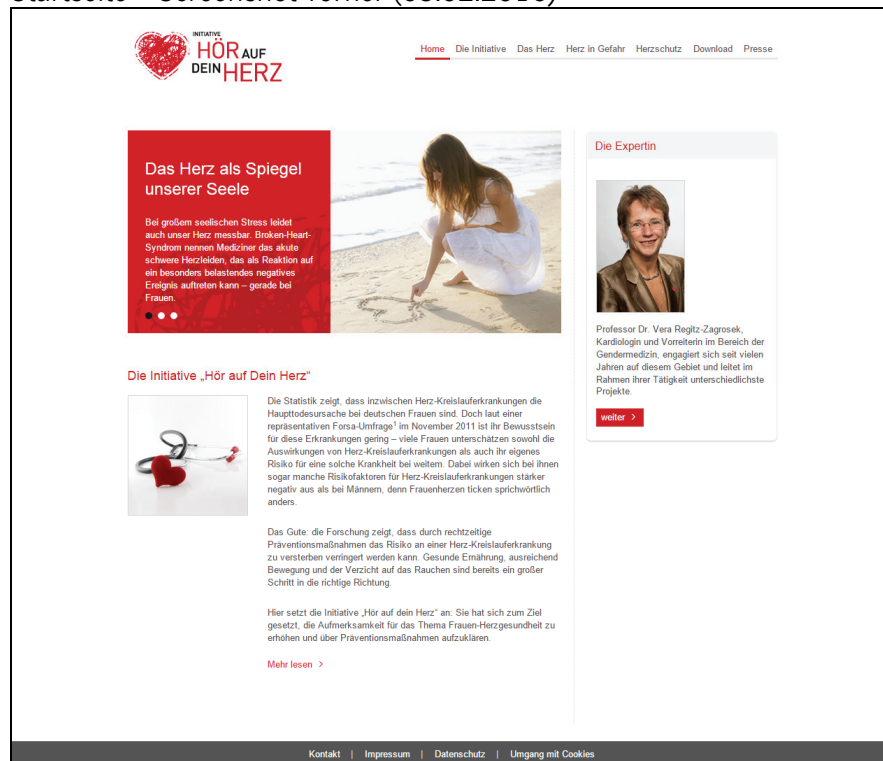 INITIATIVE
HÖR AUF
DEIN HERZ
Home Die Initiative Das Herz Herz in Gefahr Herzschutz Download Presse
Das Herz als Spiegel
unserer Seele
Bei großem seelischen Stress leidet
auch unser Herz messbar. Broken-Heart-
Syndrom nennen Mediziner das akute
schwere Herzleiden, das als Reaktion auf
ein besonders belastendes negatives
Ereignis auftreten kann – gerade bei
Frauen.
Die Expertin
Professor Dr. Vera Regitz-Zagrosek,
Kardiologin und Vorreiterin im Bereich der
Gendermedizin, engagiert sich seit vielen
Jahren auf diesem Gebiet und leitet im
Rahmen ihrer Tätigkeit unterschiedlichste
Projekte.
weiter >
Die Initiative „Hör auf Dein Herz“
Die Statistik zeigt, dass inzwischen Herz-Kreislauferkrankungen die
Haupttodesursache bei deutschen Frauen sind. Doch laut einer
repräsentativen Forsa-Umfrage¹ im November 2011 ist ihr Bewusstsein
für diese Erkrankungen gering – viele Frauen unterschätzen sowohl die
Auswirkungen von Herz-Kreislauferkrankungen als auch ihr eigenes
Risiko für eine solche Krankheit bei weitem. Dabei wirken sich bei ihnen
sogar manche Risikofaktoren für Herz-Kreislauferkrankungen stärker
negativ aus als bei Männern, denn Frauenherzen ticken sprichwörtlich
anders.
Das Gute: die Forschung zeigt, dass durch rechtzeitige
Präventionsmaßnahmen das Risiko an einer Herz-Kreislauferkrankung
zu versterben verringert werden kann. Gesunde Ernährung, ausreichend
Bewegung und der Verzicht auf das Rauchen sind bereits ein großer
Schritt in die richtige Richtung.
Hier setzt die Initiative „Hör auf dein Herz“ an: Sie hat sich zum Ziel
gesetzt, die Aufmerksamkeit für das Thema Frauen-Herzgesundheit zu
erhöhen und über Präventionsmaßnahmen aufzuklären.
Mehr lesen >
Kontakt | Impressum | Datenschutz | Umgang mit Cookies